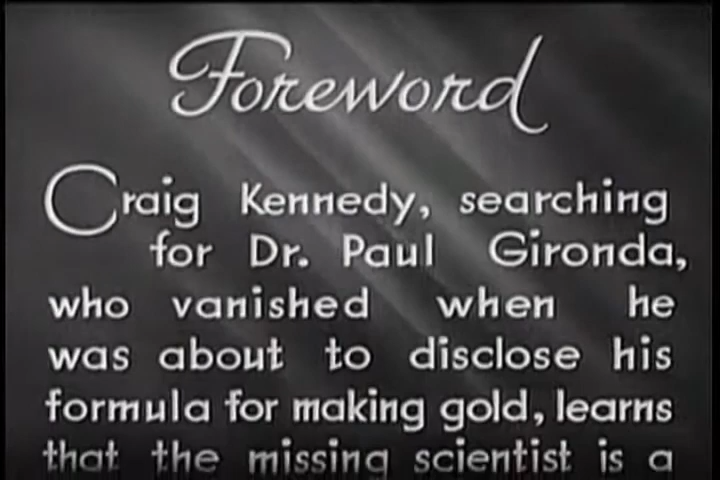 Foreword
Craig Kennedy, searching
for Dr. Paul Gironda,
who vanished when he
was about to disclose his
formula for making gold, learns
that the missing scientist is a